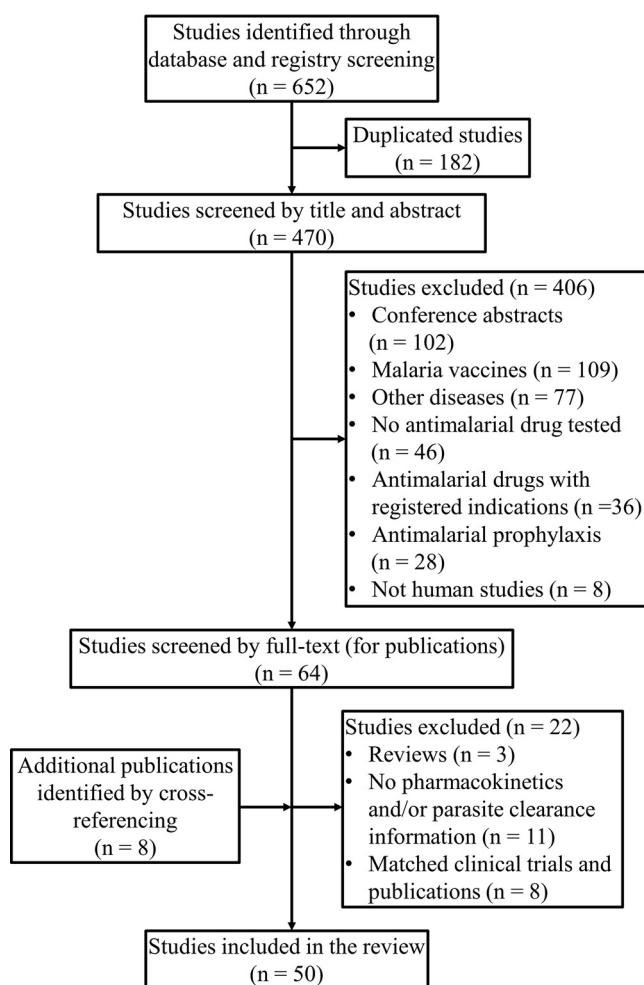 Studies identified through
database and registry screening
(n = 652)
Duplicated studies
(n = 182)
Studies screened by title and abstract
(n = 470)
Studies excluded (n = 406)
• Conference abstracts
(n = 102)
• Malaria vaccines (n = 109)
• Other diseases (n = 77)
• No antimalarial drug tested
(n = 46)
• Antimalarial drugs with
registered indications (n =36)
• Antimalarial prophylaxis
(n = 28)
• Not human studies (n = 8)
Studies screened by full-text (for publications)
(n = 64)
Additional publications
identified by cross-
referencing
(n = 8)
Studies excluded (n = 22)
• Reviews (n = 3)
• No pharmacokinetics
and/or parasite clearance
information (n = 11)
• Matched clinical trials and
publications (n = 8)
Studies included in the review
(n = 50)